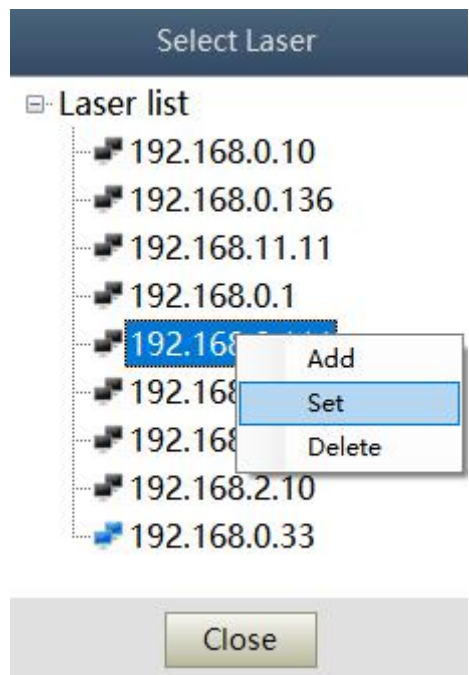 Select Laser
Laser list
192.168.0.10
192.168.0.136
192.168.11.11
192.168.0.1
Add
Set
Delete
192.168.2.10
192.168.0.33
Close